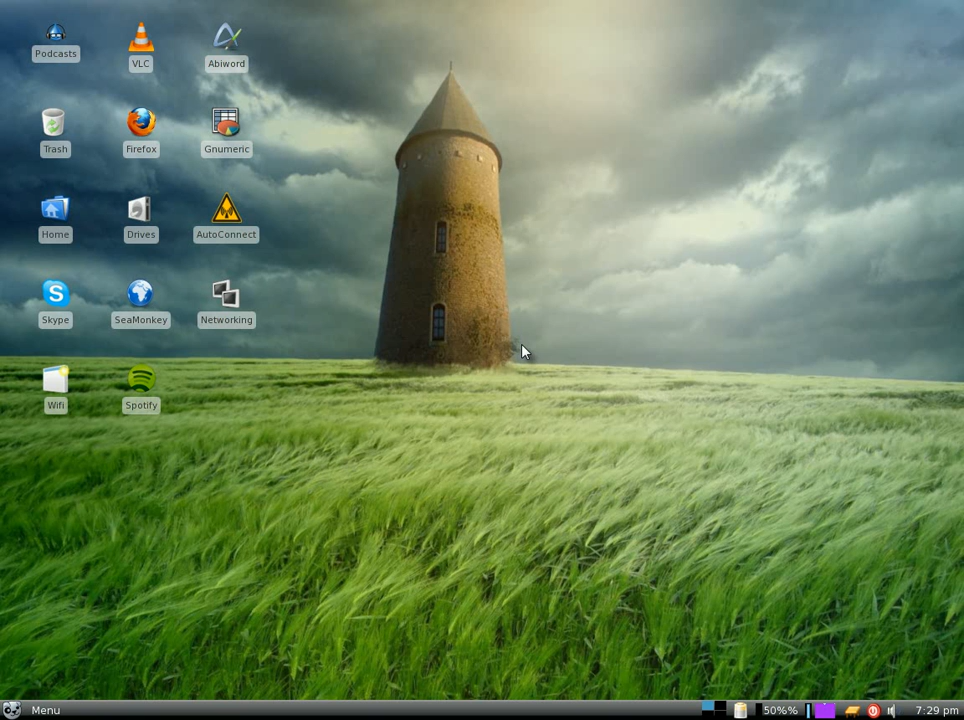 Podcasts
VLC
Abiword
Trash
Firefox
Gnumeric
Home
Drives
AutoConnect
Skype
SeaMonkey
Networking
Wifi
Spotify
Menu
50%%
7:29 pm